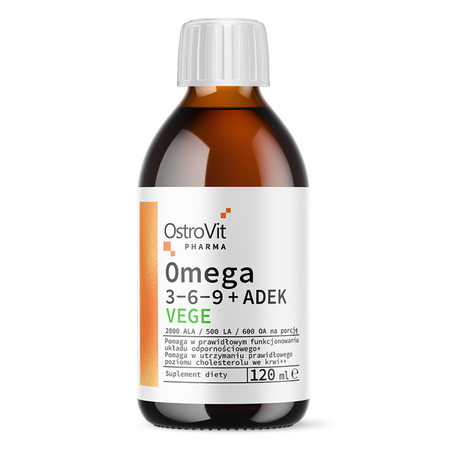 OstroVit
PHARMA
Omega
3-6-9 + ADEK
VEGE
2000 ALA / 500 LA / 600 OA na porcję
Pomaga w prawidłowym funkcjonowaniu
układu odpornościowego*
Pomaga w utrzymaniu prawidłowego
poziomu cholesterolu we krwi**
Suplement diety
120 ml ℮